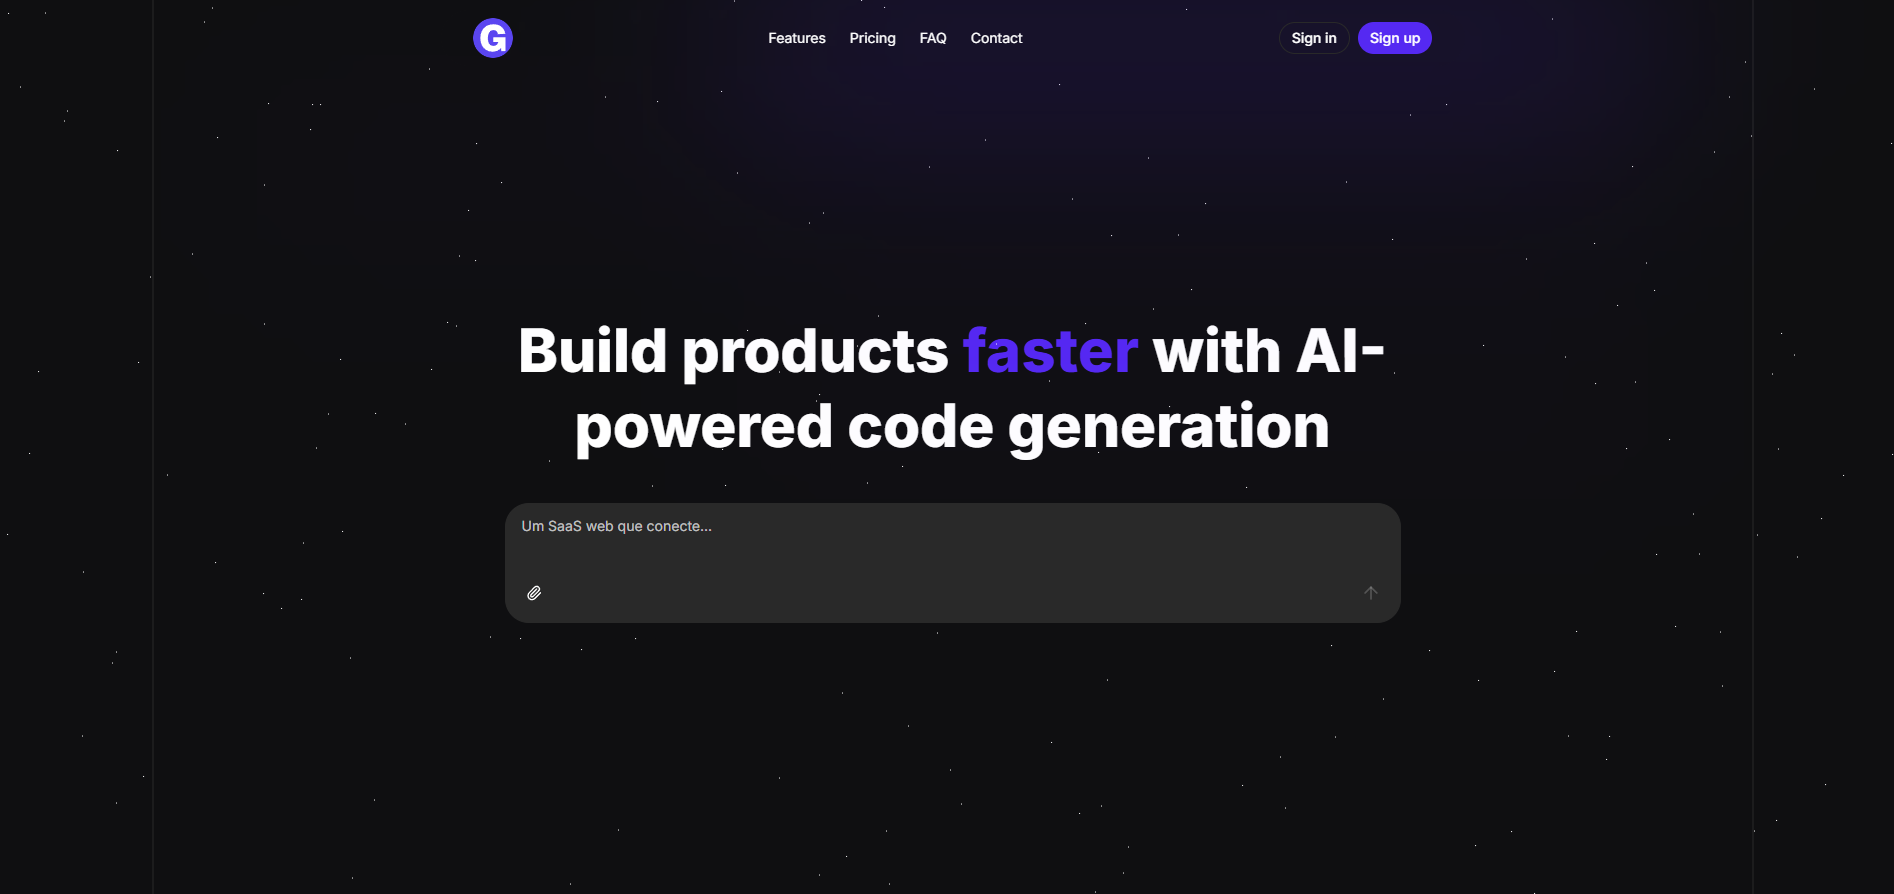 G
Features
Pricing
FAQ
Contact
Sign in
Sign up
Build products faster with AI-
powered code generation
Um SaaS web que conecte...